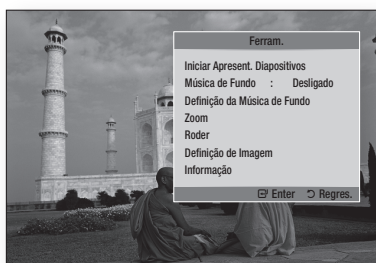 Ferram.
Iniciar Apresent. Diapositivos
Música de Fundo : Desligado
Definição da Música de Fundo
Zoom
Roder
Definição de Imagem
Informação
Enter Regres.